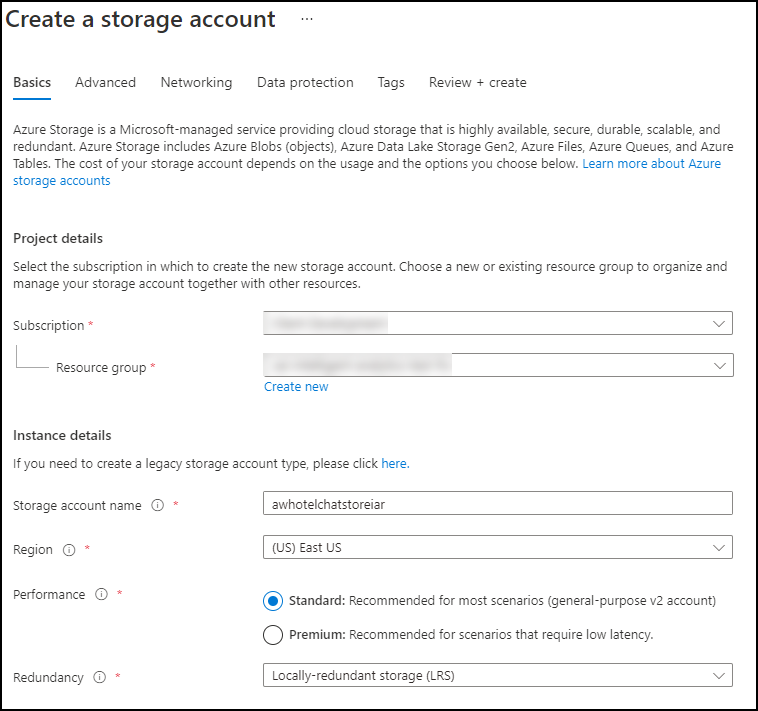 Create a storage account ...
Basics Advanced Networking Data protection Tags Review + create
Azure Storage is a Microsoft-managed service providing cloud storage that is highly available, secure, durable, scalable, and
redundant. Azure Storage includes Azure Blobs (objects), Azure Data Lake Storage Gen2, Azure Files, Azure Queues, and Azure
Tables. The cost of your storage account depends on the usage and the options you choose below. Learn more about Azure
storage accounts
Project details
Select the subscription in which to create the new storage account. Choose a new or existing resource group to organize and
manage your storage account together with other resources.
Subscription *
Resource group *
Create new
Instance details
If you need to create a legacy storage account type, please click here.
Storage account name * awhotelchatstoreiar
Region * (US) East US
Performance * Standard: Recommended for most scenarios (general-purpose v2 account)
Premium: Recommended for scenarios that require low latency.
Redundancy * Locally-redundant storage (LRS)